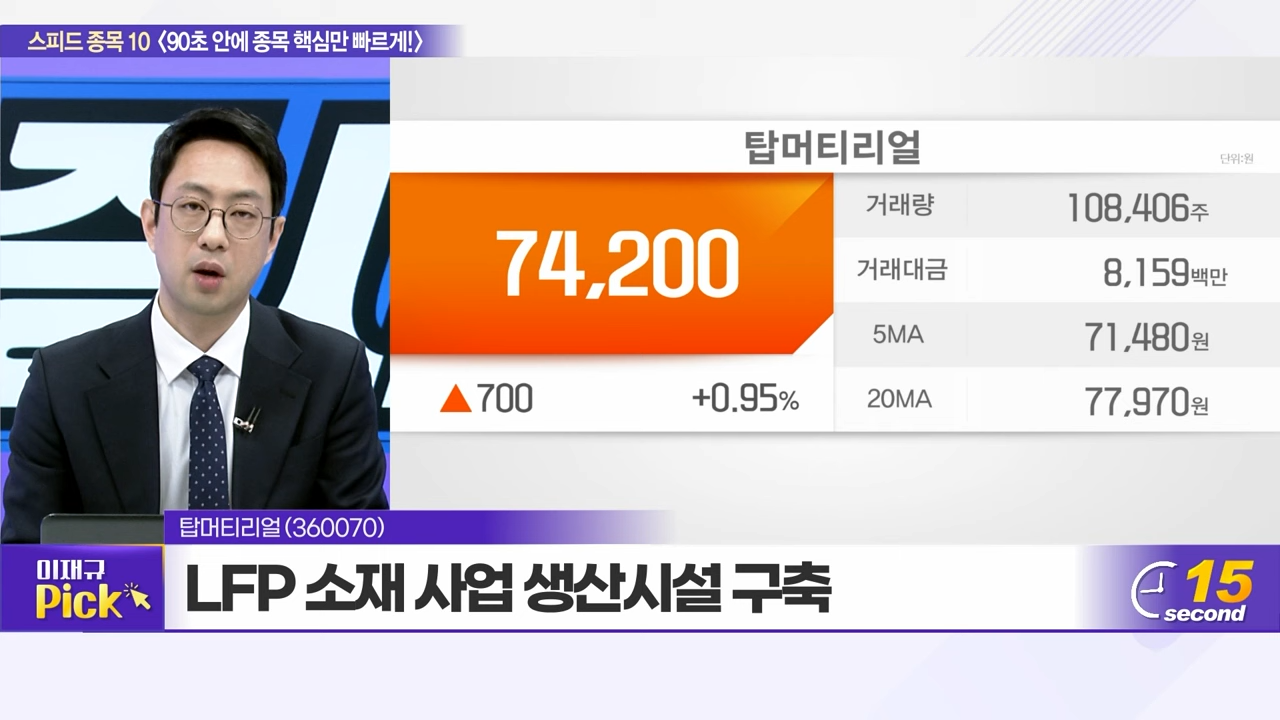 스피드 종목 10 〈90초 안에 종목 핵심만 빠르게!〉
탑머티리얼
단위:원
74,200
▲700 +0.95%
거래량 108,406주
거래대금 8,159백만
5MA 71,480원
20MA 77,970원
탑머티리얼(360070)
이재규
Pick
LFP 소재 사업 생산시설 구축
15
second